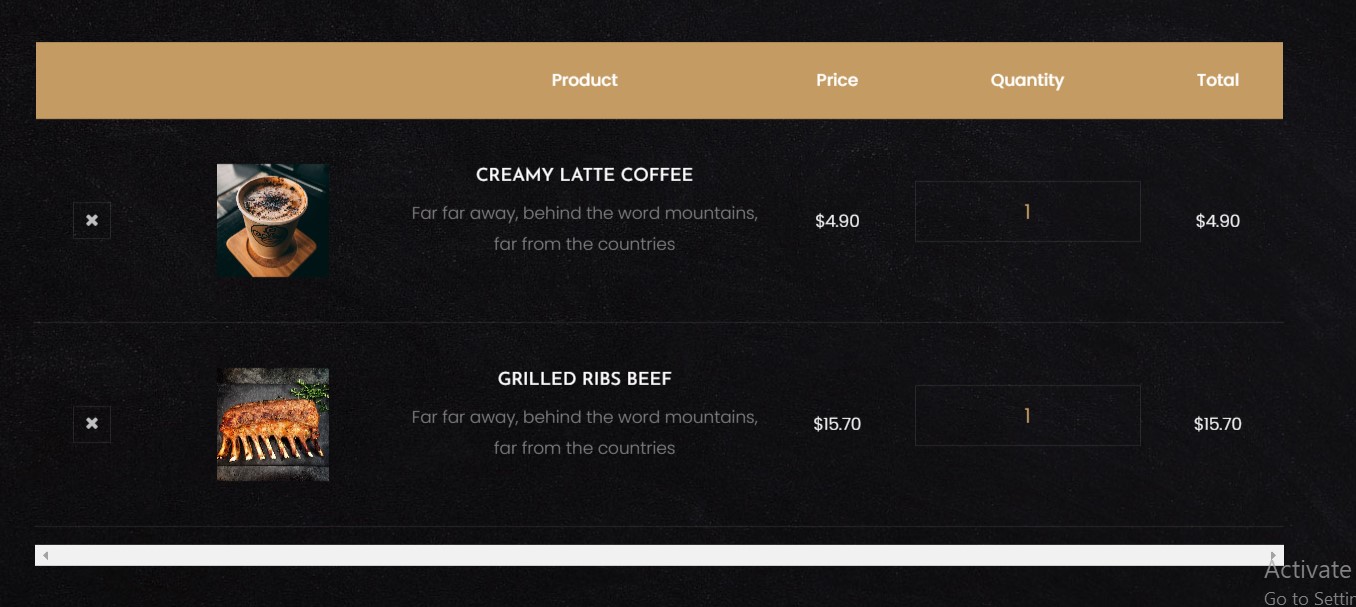 Product Price Quantity Total
CREAMY LATTE COFFEE
Far far away, behind the word mountains,
far from the countries
$4.90 1 $4.90
GRILLED RIBS BEEF
Far far away, behind the word mountains,
far from the countries
$15.70 1 $15.70
Activate
Go to Settin